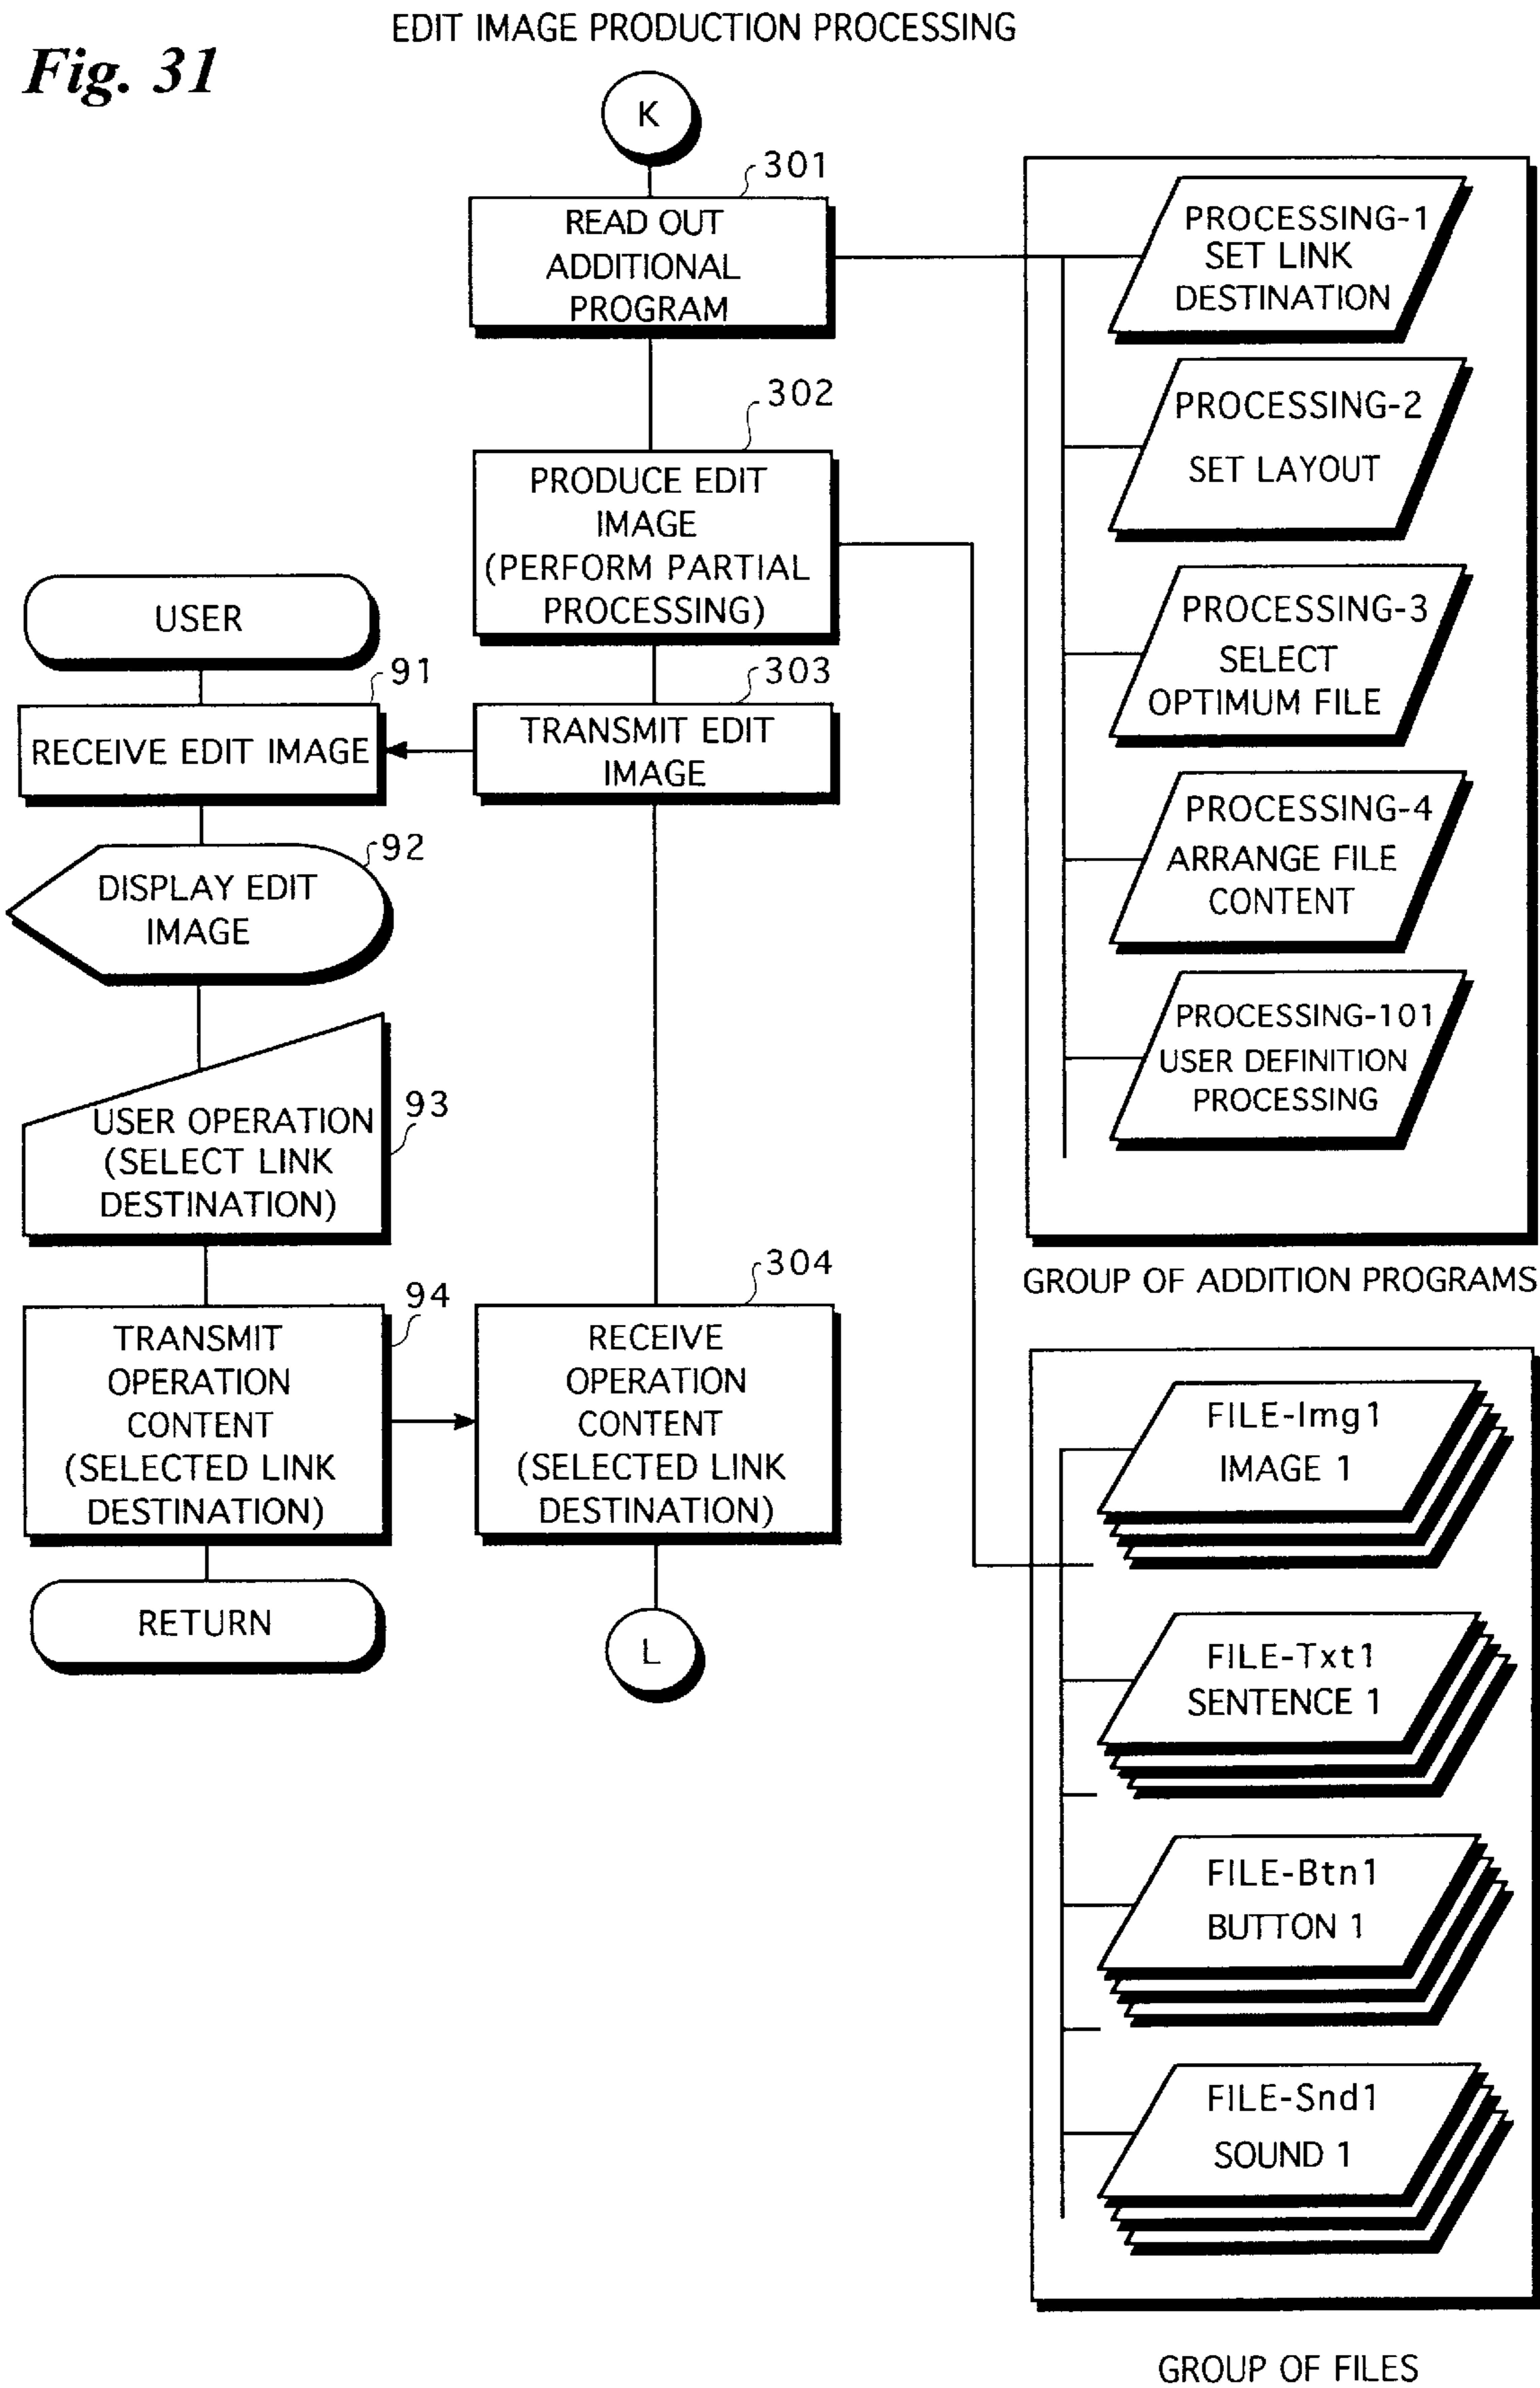 EDIT IMAGE PRODUCTION PROCESSING
Fig. 31
K
301
READ OUT
ADDITIONAL
PROGRAM
302
PRODUCE EDIT
IMAGE
(PERFORM PARTIAL
PROCESSING)
303
TRANSMIT EDIT
IMAGE
USER
91
RECEIVE EDIT IMAGE
92
DISPLAY EDIT
IMAGE
93
USER OPERATION
(SELECT LINK
DESTINATION)
94
TRANSMIT
OPERATION
CONTENT
(SELECTED LINK
DESTINATION)
RETURN
304
RECEIVE
OPERATION
CONTENT
(SELECTED LINK
DESTINATION)
L
PROCESSING-1
SET LINK
DESTINATION
PROCESSING-2
SET LAYOUT
PROCESSING-3
SELECT
OPTIMUM FILE
PROCESSING-4
ARRANGE FILE
CONTENT
PROCESSING-101
USER DEFINITION
PROCESSING
GROUP OF ADDITION PROGRAMS
FILE-Img1
IMAGE 1
FILE-Txt1
SENTENCE 1
FILE-Btn1
BUTTON 1
FILE-Snd1
SOUND 1
GROUP OF FILES